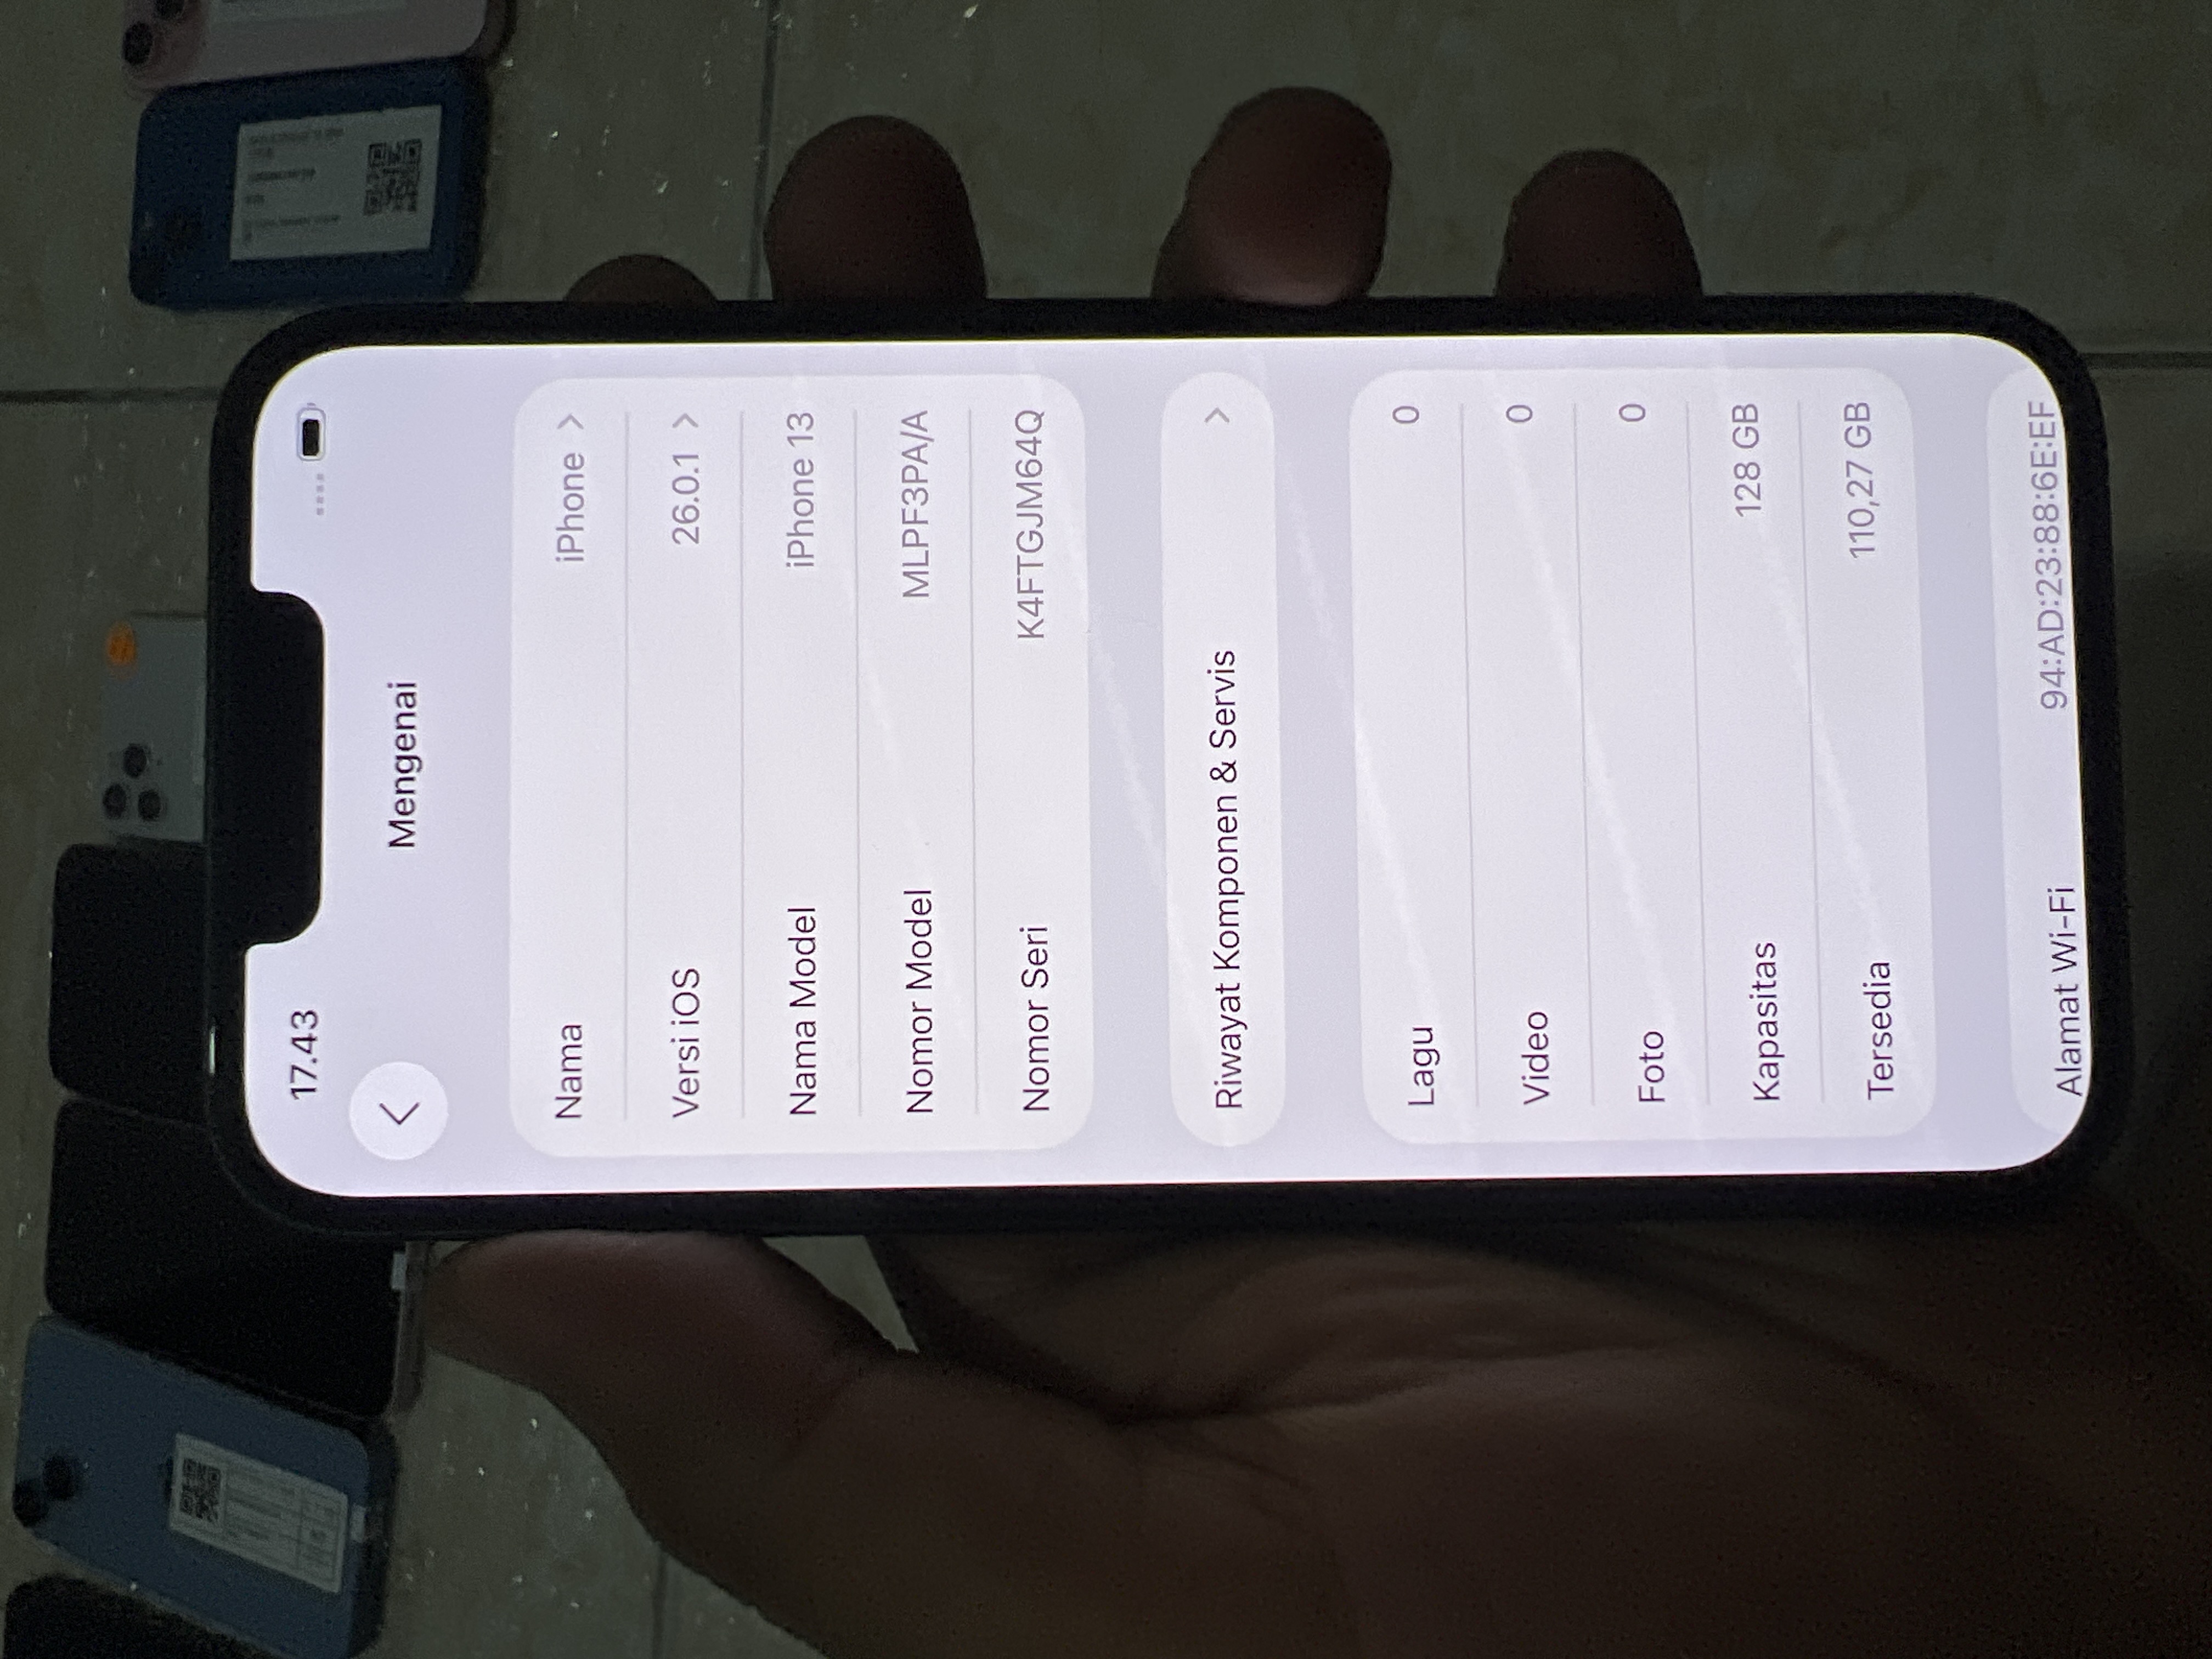 17.43
Mengenai
Nama iPhone
Versi iOS 26.0.1
Nama Model iPhone 13
Nomor Model MLPF3PA/A
Nomor Seri K4FTGJM64Q
Riwayat Komponen & Servis
Lagu 0
Video 0
Foto 0
Kapasitas 128 GB
Tersedia 110,27 GB
Alamat Wi-Fi 94:AD:23:88:6E:EF